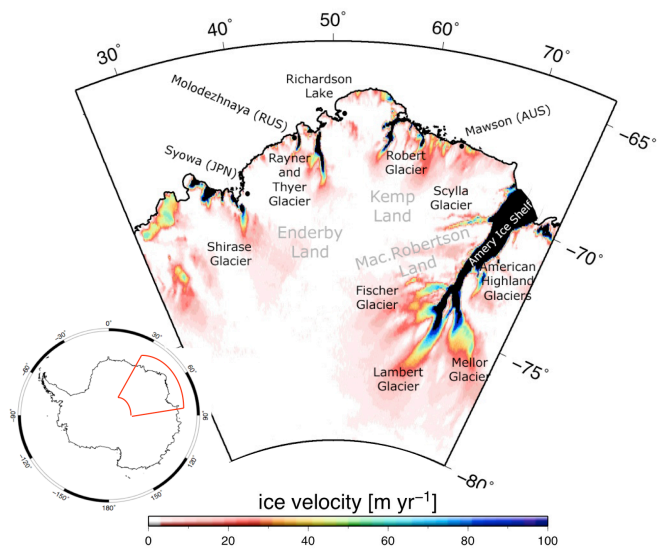 30°
40°
50°
60°
70°
−65°
−70°
−75°
−80°
Richardson
Lake
Molodezhnaya (RUS)
Mawson (AUS)
Syowa (JPN)
Rayner
and
Thyer
Glacier
Robert
Glacier
Scylla
Glacier
Kemp
Land
Shirase
Glacier
Enderby
Land
Mac.Robertson
Land
Amery Ice Shelf
American
Highland
Glaciers
Fischer
Glacier
Lambert
Glacier
Mellor
Glacier
0°
30°
60°
90°
120°
150°
180°
−150°
−120°
−90°
−60°
−30°
ice velocity [m yr⁻¹]
0 20 40 60 80 100